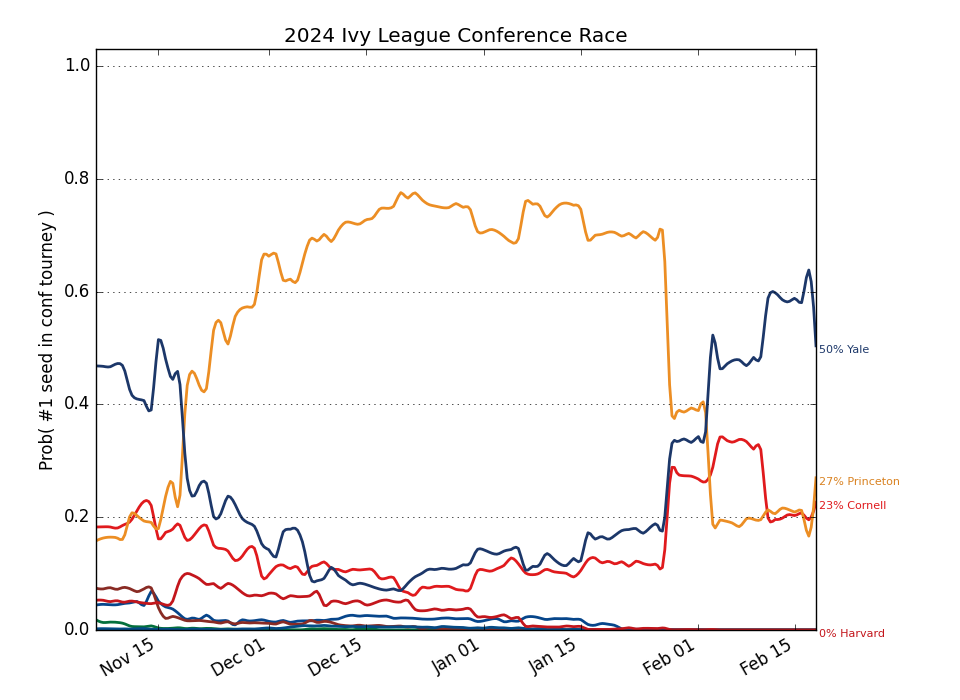 2024 Ivy League Conference Race
Prob( #1 seed in conf tourney )
1.0
0.8
0.6
0.4
0.2
0.0
50% Yale
27% Princeton
23% Cornell
0% Harvard
Nov 15
Dec 01
Dec 15
Jan 01
Jan 15
Feb 01
Feb 15